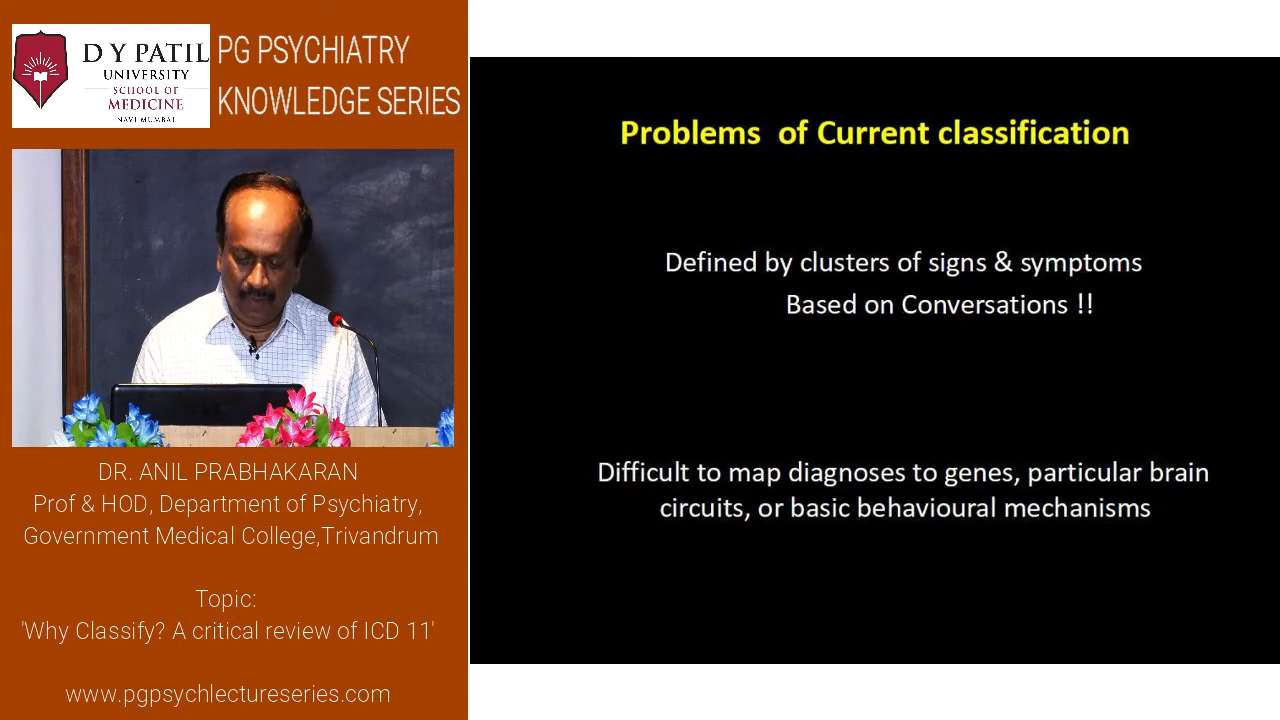 D Y PATIL
UNIVERSITY
SCHOOL OF
MEDICINE
NAVI MUMBAI
PG PSYCHIATRY
KNOWLEDGE SERIES
DR. ANIL PRABHAKARAN
Prof & HOD, Department of Psychiatry,
Government Medical College,Trivandrum
Topic:
'Why Classify? A critical review of ICD 11'
www.pgpsychlectureseries.com
Problems of Current classification
Defined by clusters of signs & symptoms
Based on Conversations !!
Difficult to map diagnoses to genes, particular brain
circuits, or basic behavioural mechanisms